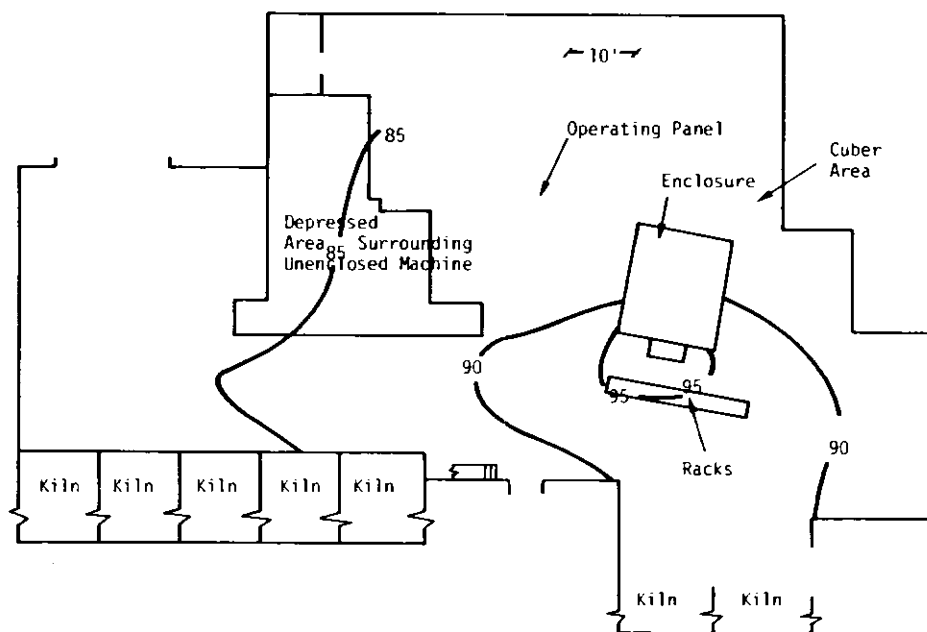 10'
Operating Panel
Cuber
Area
Enclosure
85
Depressed
Area Surrounding
85
Unenclosed Machine
90
95
95
90
Racks
Kiln Kiln Kiln Kiln Kiln
Kiln Kiln